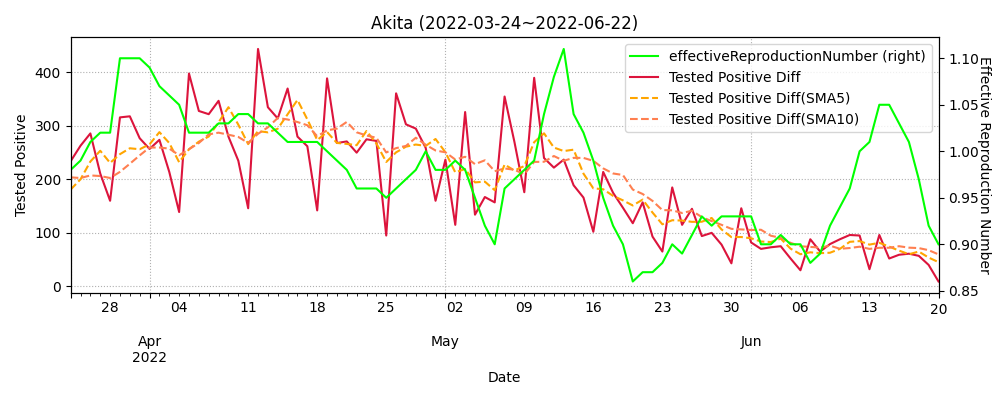 Akita (2022-03-24~2022-06-22)
effectiveReproductionNumber (right)
Tested Positive Diff
Tested Positive Diff(SMA5)
Tested Positive Diff(SMA10)
Tested Positive
400
300
200
100
0
Effective Reproduction Number
1.10
1.05
1.00
0.95
0.90
0.85
28 04 11 18 25 02 09 16 23 30 06 13 20
Apr May Jun
2022
Date